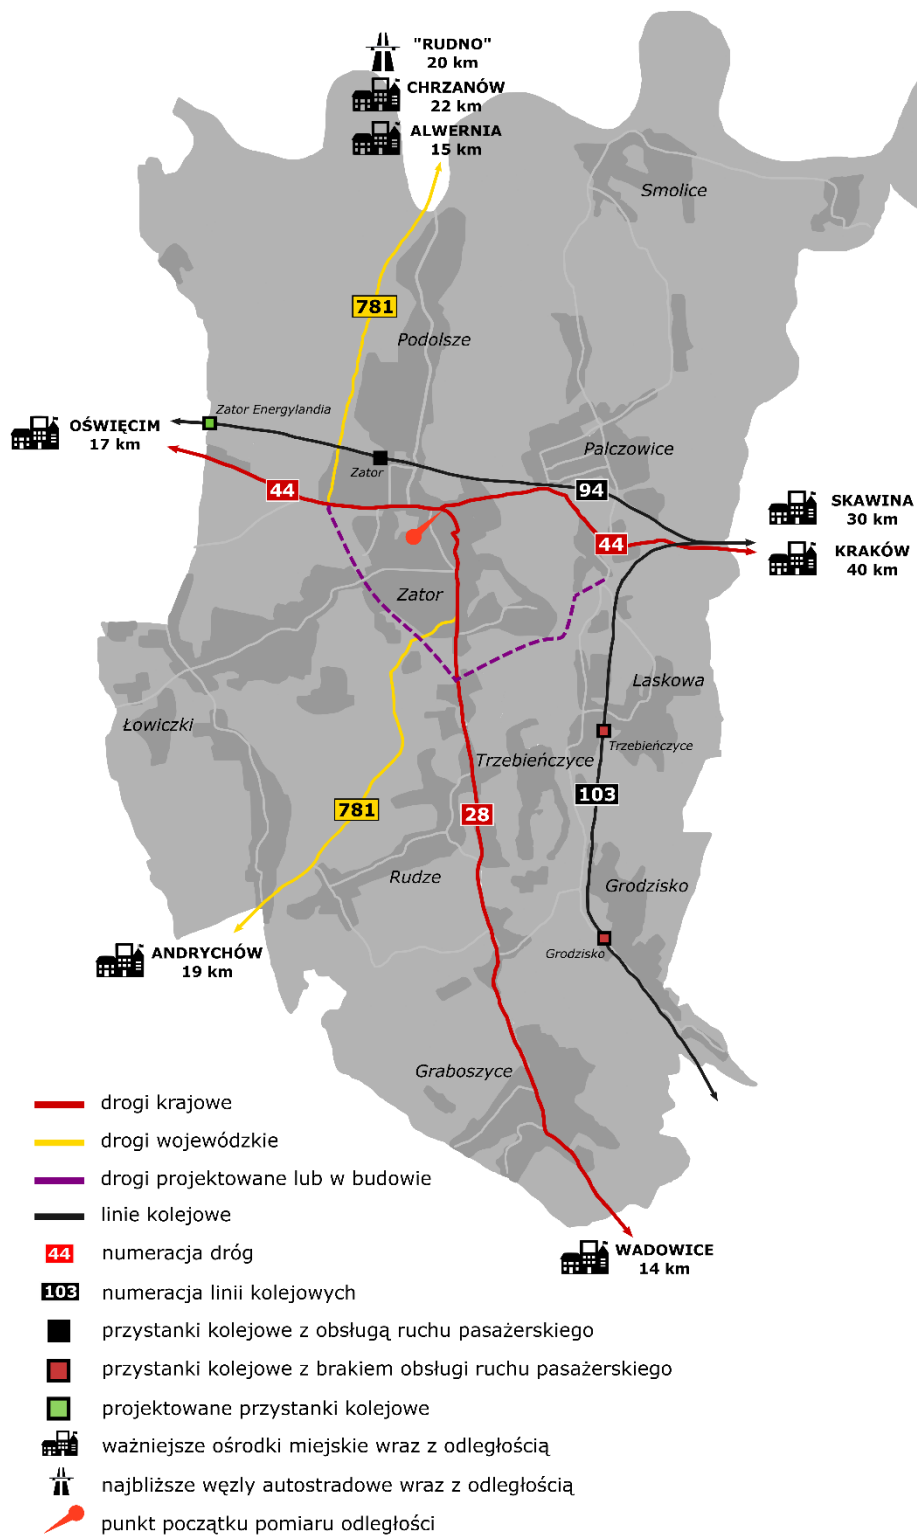 "RUDNO"
20 km
CHRZANÓW
22 km
ALWERNIA
15 km
Smolice
781
Podolsze
Zator Energylandia
OŚWIĘCIM
17 km
Palczowice
Zator
44
94
SKAWINA
30 km
44
KRAKÓW
40 km
Zator
Laskowa
Łowiczki
Trzebieńczyce
Trzebieńczyce
103
781
28
Rudze
Grodzisko
ANDRYCHÓW
19 km
Grodzisko
Graboszyce
drogi krajowe
drogi wojewódzkie
drogi projektowane lub w budowie
linie kolejowe
WADOWICE
14 km
44 numeracja dróg
103 numeracja linii kolejowych
przystanki kolejowe z obsługą ruchu pasażerskiego
przystanki kolejowe z brakiem obsługi ruchu pasażerskiego
projektowane przystanki kolejowe
ważniejsze ośrodki miejskie wraz z odległością
najbliższe węzly autostradowe wraz z odległością
punkt początku pomiaru odległości